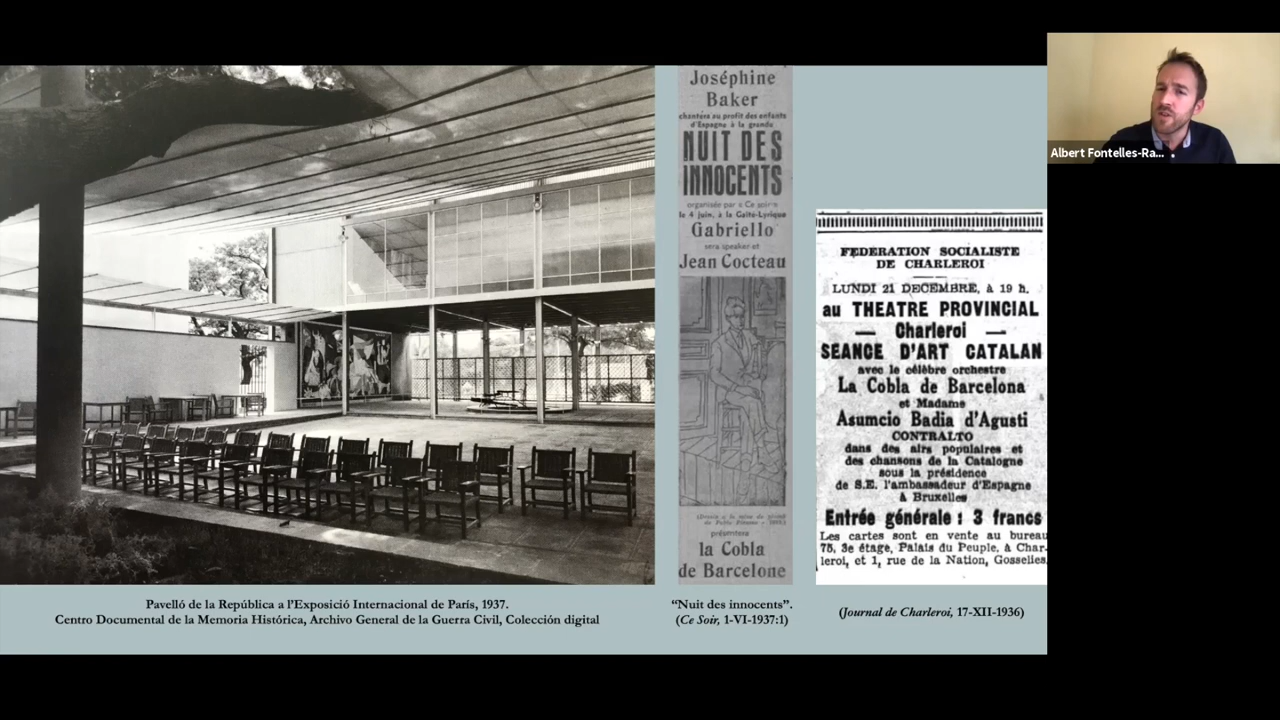 Joséphine
Baker
chantera au profit des enfants
d'Espagne à la grande
NUIT DES
INNOCENTS
organisée par « Ce soir »
le 4 juin, à la Gaîté-Lyrique
Gabriello
sera speaker et
Jean Cocteau
présentera
la Cobla
de Barcelone
FEDERATION SOCIALISTE
DE CHARLEROI
LUNDI 21 DECEMBRE, à 19 h.
au THEATRE PROVINCIAL
— Charleroi —
SEANCE D'ART CATALAN
avec le célèbre orchestre
La Cobla de Barcelona
et Madame
Asumcio Badia d'Agusti
CONTRALTO
dans des airs populaires et
des chansons de la Catalogne
sous la présidence
de S.E. l'ambassadeur d'Espagne
à Bruxelles
Entrée générale : 3 francs
Les cartes sont en vente au bureau
75, 3e étage, Palais du Peuple, à Char-
leroi, et 1, rue de la Nation, Gosselies.
Pavelló de la República a l'Exposició Internacional de París, 1937.
Centro Documental de la Memoria Histórica, Archivo General de la Guerra Civil, Colección digital
“Nuit des innocents”.
(Ce Soir, 1-VI-1937:1)
(Journal de Charleroi, 17-XII-1936)
Albert Fontelles-Ra...